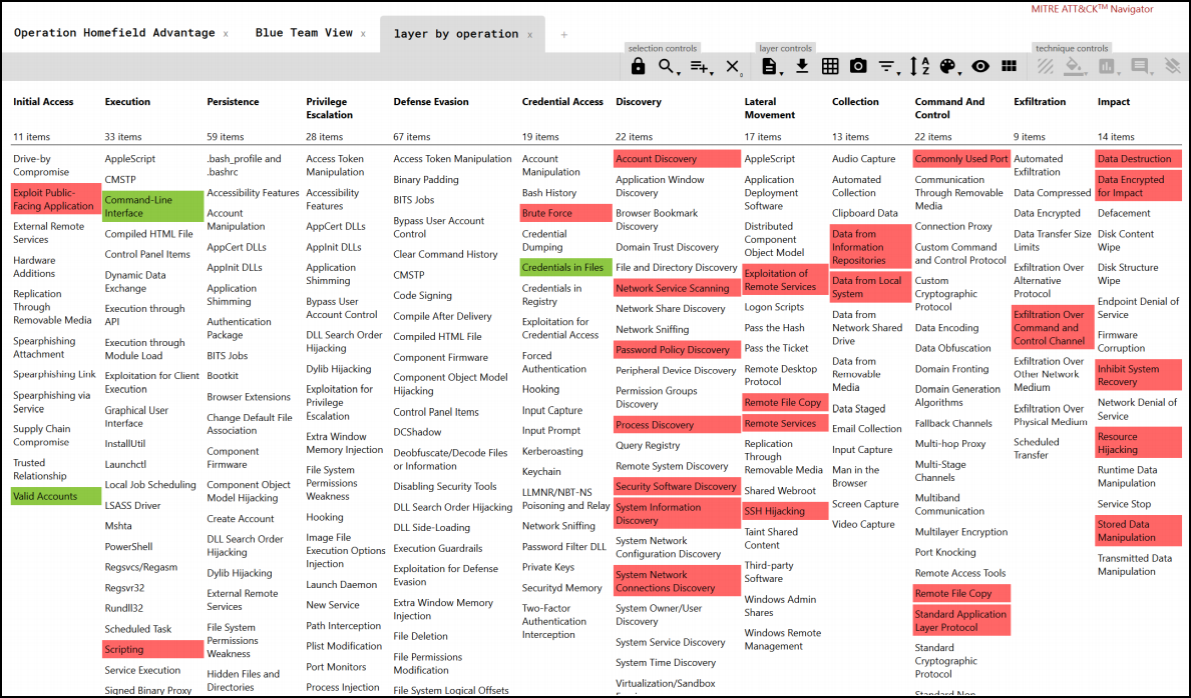 MITRE ATT&CK™ Navigator
Operation Homefield Advantage x
Blue Team View x
layer by operation x
+
selection controls
layer controls
technique controls
Initial Access
11 items
Drive-by
Compromise
Exploit Public-
Facing Application
External Remote
Services
Hardware
Additions
Replication
Through
Removable Media
Spearphishing
Attachment
Spearphishing Link
Spearphishing via
Service
Supply Chain
Compromise
Trusted
Relationship
Valid Accounts
Execution
33 items
AppleScript
CMSTP
Command-Line
Interface
Compiled HTML File
Control Panel Items
Dynamic Data
Exchange
Execution through
API
Execution through
Module Load
Exploitation for Client
Execution
Graphical User
Interface
InstallUtil
Launchctl
Local Job Scheduling
LSASS Driver
Mshta
PowerShell
Regsvcs/Regasm
Regsvr32
Rundll32
Scheduled Task
Scripting
Service Execution
Signed Binary Proxy
Persistence
59 items
.bash_profile and
.bashrc
Accessibility Features
Account
Manipulation
AppCert DLLs
AppInit DLLs
Application
Shimming
Authentication
Package
BITS Jobs
Bootkit
Browser Extensions
Change Default File
Association
Component
Firmware
Component Object
Model Hijacking
Create Account
DLL Search Order
Hijacking
Dylib Hijacking
External Remote
Services
File System
Permissions
Weakness
Hidden Files and
Directories
Privilege
Escalation
28 items
Access Token
Manipulation
Accessibility
Features
AppCert DLLs
AppInit DLLs
Application
Shimming
Bypass User
Account Control
DLL Search Order
Hijacking
Dylib Hijacking
Exploitation for
Privilege
Escalation
Extra Window
Memory Injection
File System
Permissions
Weakness
Hooking
Image File
Execution Options
Injection
Launch Daemon
New Service
Path Interception
Plist Modification
Port Monitors
Process Injection
Defense Evasion
67 items
Access Token Manipulation
Binary Padding
BITS Jobs
Bypass User Account
Control
Clear Command History
CMSTP
Code Signing
Compile After Delivery
Compiled HTML File
Component Firmware
Component Object Model
Hijacking
Control Panel Items
DCShadow
Deobfuscate/Decode Files
or Information
Disabling Security Tools
DLL Search Order Hijacking
DLL Side-Loading
Execution Guardrails
Exploitation for Defense
Evasion
Extra Window Memory
Injection
File Deletion
File Permissions
Modification
File System Logical Offsets
Credential Access
19 items
Account
Manipulation
Bash History
Brute Force
Credential
Dumping
Credentials in Files
Credentials in
Registry
Exploitation for
Credential Access
Forced
Authentication
Hooking
Input Capture
Input Prompt
Kerberoasting
Keychain
LLMNR/NBT-NS
Poisoning and Relay
Network Sniffing
Password Filter DLL
Private Keys
Securityd Memory
Two-Factor
Authentication
Interception
Discovery
22 items
Account Discovery
Application Window
Discovery
Browser Bookmark
Discovery
Domain Trust Discovery
File and Directory Discovery
Network Service Scanning
Network Share Discovery
Network Sniffing
Password Policy Discovery
Peripheral Device Discovery
Permission Groups
Discovery
Process Discovery
Query Registry
Remote System Discovery
Security Software Discovery
System Information
Discovery
System Network
Configuration Discovery
System Network
Connections Discovery
System Owner/User
Discovery
System Service Discovery
System Time Discovery
Virtualization/Sandbox
Lateral
Movement
17 items
AppleScript
Application
Deployment
Software
Distributed
Component
Object Model
Exploitation of
Remote Services
Logon Scripts
Pass the Hash
Pass the Ticket
Remote Desktop
Protocol
Remote File Copy
Remote Services
Replication
Through
Removable Media
Shared Webroot
SSH Hijacking
Taint Shared
Content
Third-party
Software
Windows Admin
Shares
Windows Remote
Management
Collection
13 items
Audio Capture
Automated
Collection
Clipboard Data
Data from
Information
Repositories
Data from Local
System
Data from
Network Shared
Drive
Data from
Removable
Media
Data Staged
Email Collection
Input Capture
Man in the
Browser
Screen Capture
Video Capture
Command And
Control
22 items
Commonly Used Port
Communication
Through Removable
Media
Connection Proxy
Custom Command
and Control Protocol
Custom
Cryptographic
Protocol
Data Encoding
Data Obfuscation
Domain Fronting
Domain Generation
Algorithms
Fallback Channels
Multi-hop Proxy
Multi-Stage
Channels
Multiband
Communication
Multilayer Encryption
Port Knocking
Remote Access Tools
Remote File Copy
Standard Application
Layer Protocol
Standard
Cryptographic
Protocol
Standard Non-
Exfiltration
9 items
Automated
Exfiltration
Data Compressed
Data Encrypted
Data Transfer Size
Limits
Exfiltration Over
Alternative
Protocol
Exfiltration Over
Command and
Control Channel
Exfiltration Over
Other Network
Medium
Exfiltration Over
Physical Medium
Scheduled
Transfer
Impact
14 items
Data Destruction
Data Encrypted
for Impact
Defacement
Disk Content
Wipe
Disk Structure
Wipe
Endpoint Denial of
Service
Firmware
Corruption
Inhibit System
Recovery
Network Denial of
Service
Resource
Hijacking
Runtime Data
Manipulation
Service Stop
Stored Data
Manipulation
Transmitted Data
Manipulation